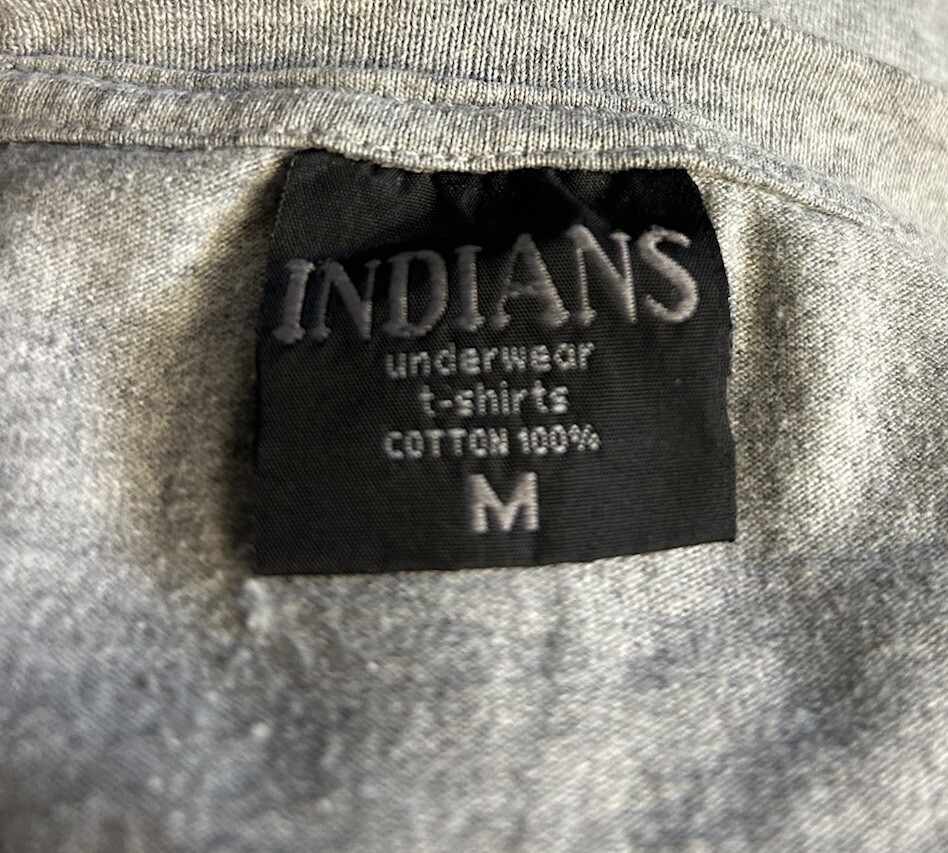 INDIANS
underwear
t-shirts
COTTON 100%
M